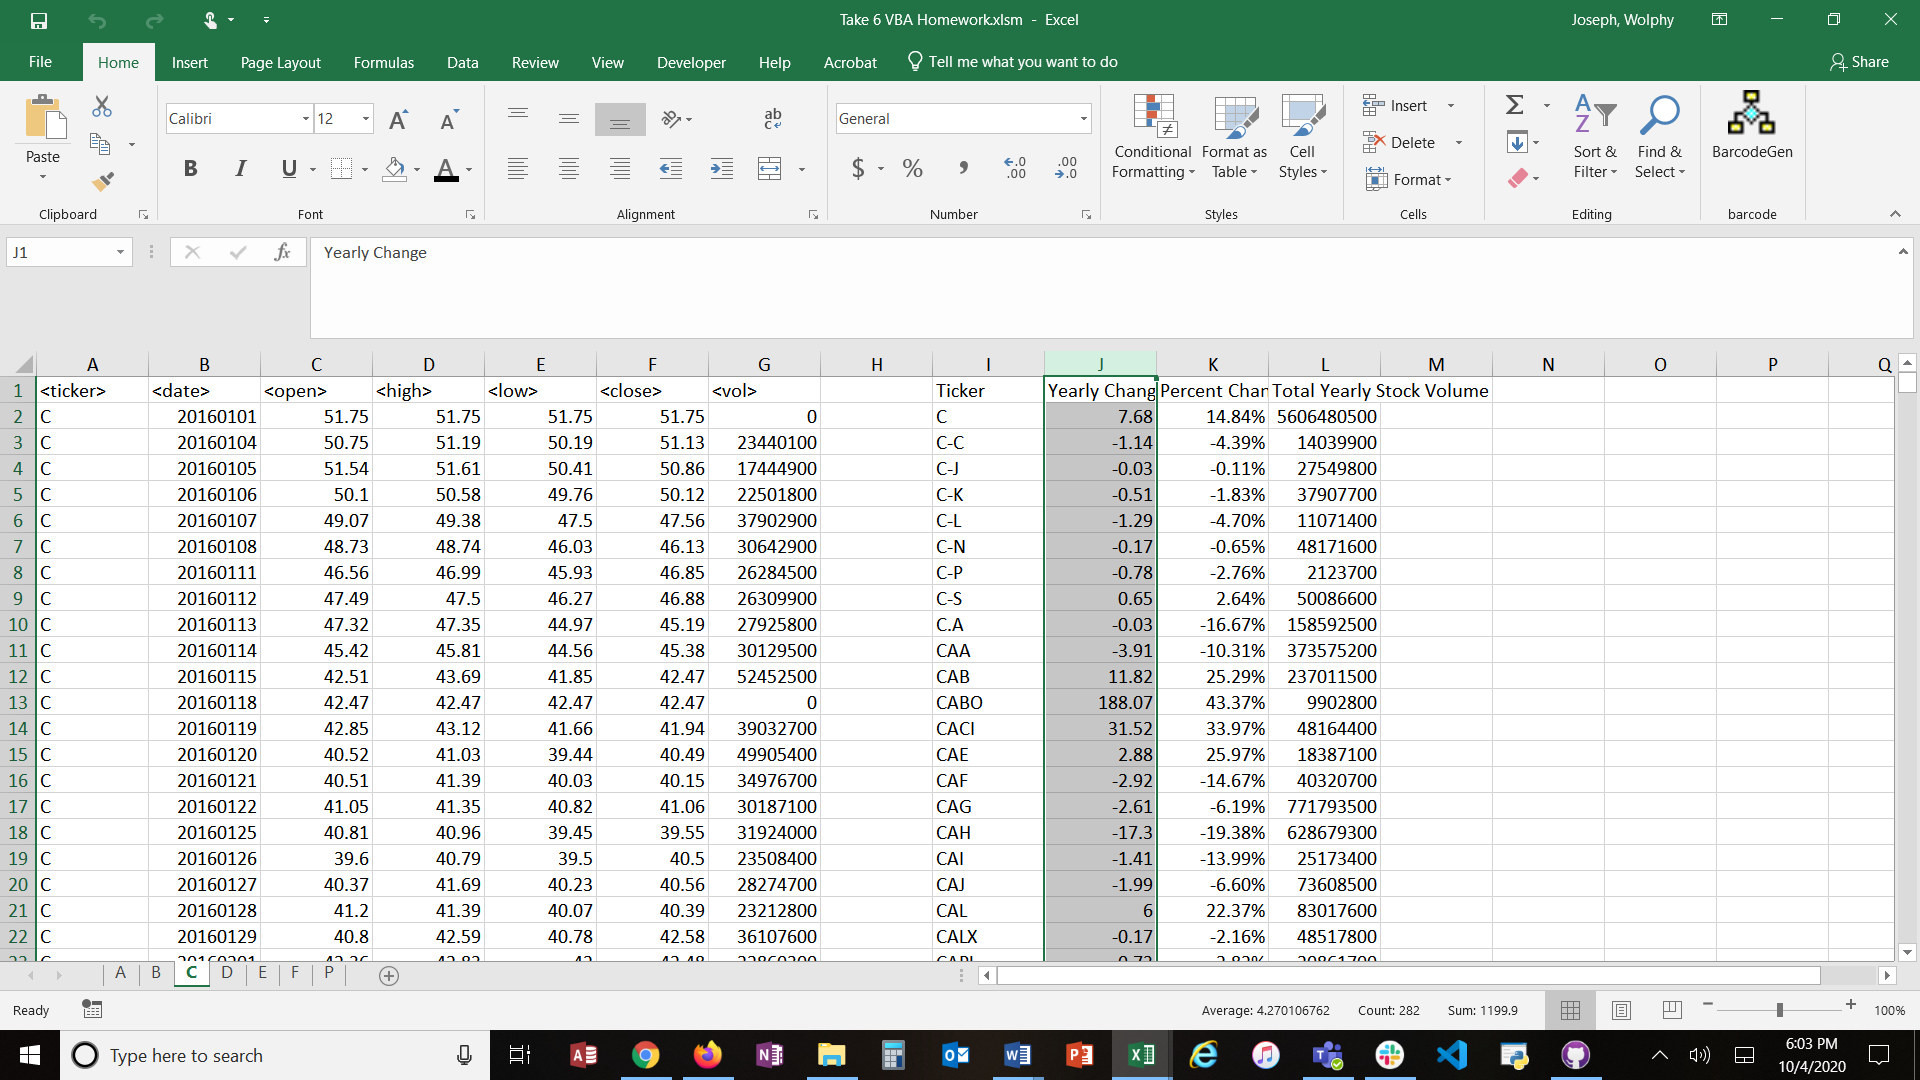 Take 6 VBA Homework.xlsm - Excel
Joseph, Wolphy
File Home Insert Page Layout Formulas Data Review View Developer Help Acrobat Tell me what you want to do Share
Paste
Clipboard
Calibri 12
B I U A
Font
ab
Alignment
General
$ % , .00
Number
Conditional Formatting
Format as Table
Cell Styles
Styles
Insert
Delete
Format
Cells
Sort & Filter
Find & Select
Editing
BarcodeGen
barcode
J1 fx Yearly Change
A B C D E F G H I J K L M N O P Q
1 <ticker> <date> <open> <high> <low> <close> <vol> Ticker Yearly Chang Percent Chan Total Yearly Stock Volume
2 C 20160101 51.75 51.75 51.75 51.75 0 C 7.68 14.84% 5606480500
3 C 20160104 50.75 51.19 50.19 51.13 23440100 C-C -1.14 -4.39% 14039900
4 C 20160105 51.54 51.61 50.41 50.86 17444900 C-J -0.03 -0.11% 27549800
5 C 20160106 50.1 50.58 49.76 50.12 22501800 C-K -0.51 -1.83% 37907700
6 C 20160107 49.07 49.38 47.5 47.56 37902900 C-L -1.29 -4.70% 11071400
7 C 20160108 48.73 48.74 46.03 46.13 30642900 C-N -0.17 -0.65% 48171600
8 C 20160111 46.56 46.99 45.93 46.85 26284500 C-P -0.78 -2.76% 2123700
9 C 20160112 47.49 47.5 46.27 46.88 26309900 C-S 0.65 2.64% 50086600
10 C 20160113 47.32 47.35 44.97 45.19 27925800 C.A -0.03 -16.67% 158592500
11 C 20160114 45.42 45.81 44.56 45.38 30129500 CAA -3.91 -10.31% 373575200
12 C 20160115 42.51 43.69 41.85 42.47 52452500 CAB 11.82 25.29% 237011500
13 C 20160118 42.47 42.47 42.47 42.47 0 CABO 188.07 43.37% 9902800
14 C 20160119 42.85 43.12 41.66 41.94 39032700 CACI 31.52 33.97% 48164400
15 C 20160120 40.52 41.03 39.44 40.49 49905400 CAE 2.88 25.97% 18387100
16 C 20160121 40.51 41.39 40.03 40.15 34976700 CAF -2.92 -14.67% 40320700
17 C 20160122 41.05 41.35 40.82 41.06 30187100 CAG -2.61 -6.19% 771793500
18 C 20160125 40.81 40.96 39.45 39.55 31924000 CAH -17.3 -19.38% 628679300
19 C 20160126 39.6 40.79 39.5 40.5 23508400 CAI -1.41 -13.99% 25173400
20 C 20160127 40.37 41.69 40.23 40.56 28274700 CAJ -1.99 -6.60% 73608500
21 C 20160128 41.2 41.39 40.07 40.39 23212800 CAL 6 22.37% 83017600
22 C 20160129 40.8 42.59 40.78 42.58 36107600 CALX -0.17 -2.16% 48517800
A B C D E F P
Ready Average: 4.270106762 Count: 282 Sum: 1199.9 100%
Type here to search
6:03 PM
10/4/2020